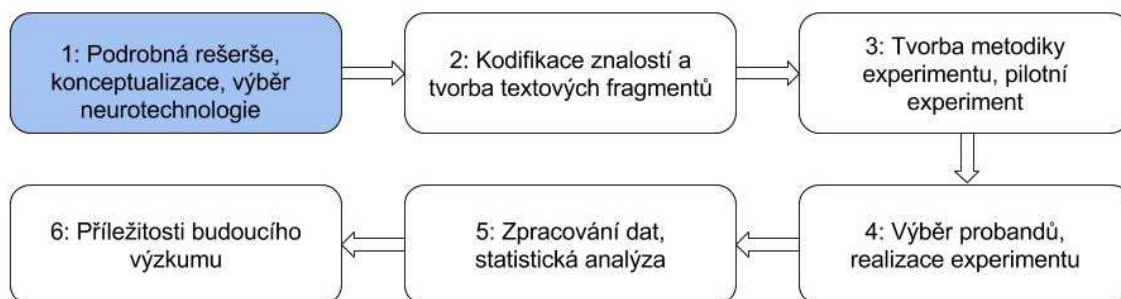 1: Podrobná rešerše,
konceptualizace, výběr
neurotechnologie
2: Kodifikace znalostí a
tvorba textových fragmentů
3: Tvorba metodiky
experimentu, pilotní
experiment
4: Výběr probandů,
realizace experimentu
5: Zpracování dat,
statistická analýza
6: Příležitosti budoucího
výzkumu